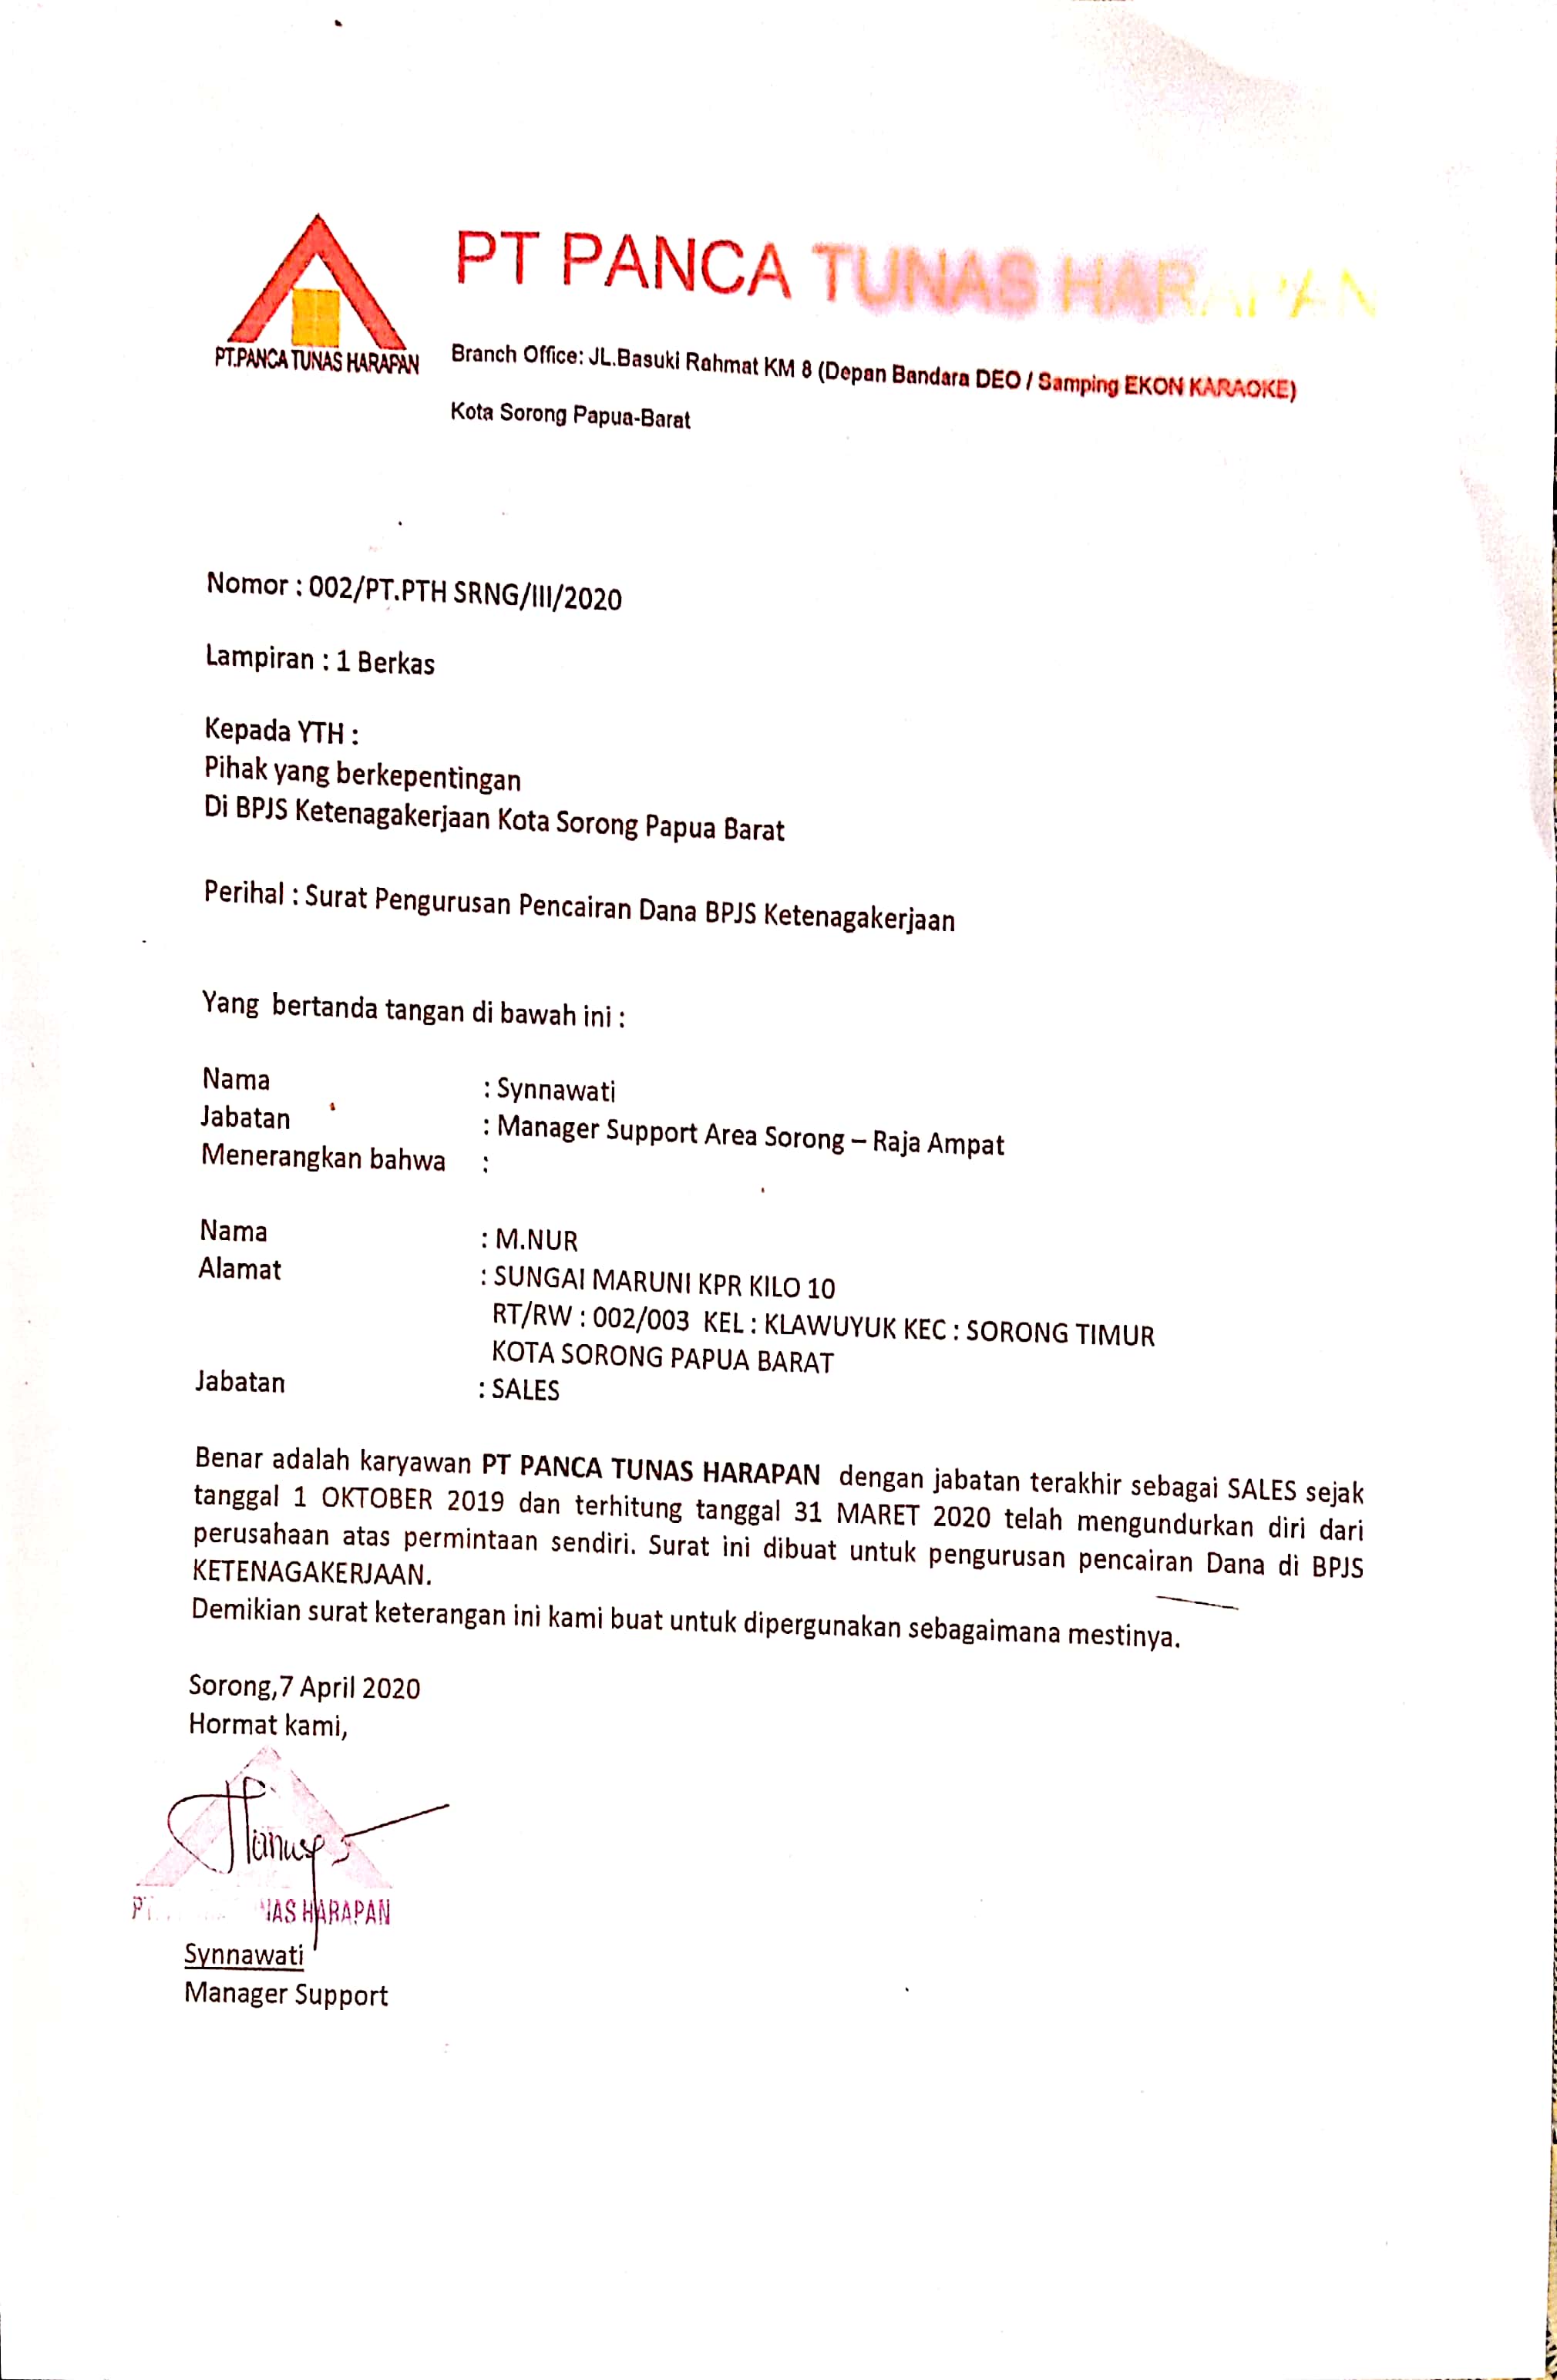 PT PANCA TUNAS HARAPAN
PT.PANCA TUNAS HARAPAN
Branch Office: JL.Basuki Rahmat KM 8 (Depan Bandara DEO / Samping EKON KARAOKE)
Kota Sorong Papua-Barat
Nomor : 002/PT.PTH SRNG/III/2020
Lampiran : 1 Berkas
Kepada YTH :
Pihak yang berkepentingan
Di BPJS Ketenagakerjaan Kota Sorong Papua Barat
Perihal : Surat Pengurusan Pencairan Dana BPJS Ketenagakerjaan
Yang bertanda tangan di bawah ini :
Nama : Synnawati
Jabatan : Manager Support Area Sorong – Raja Ampat
Menerangkan bahwa :
Nama : M.NUR
Alamat : SUNGAI MARUNI KPR KILO 10
RT/RW : 002/003 KEL : KLAWUYUK KEC : SORONG TIMUR
KOTA SORONG PAPUA BARAT
Jabatan : SALES
Benar adalah karyawan PT PANCA TUNAS HARAPAN dengan jabatan terakhir sebagai SALES sejak
tanggal 1 OKTOBER 2019 dan terhitung tanggal 31 MARET 2020 telah mengundurkan diri dari
perusahaan atas permintaan sendiri. Surat ini dibuat untuk pengurusan pencairan Dana di BPJS
KETENAGAKERJAAN.
Demikian surat keterangan ini kami buat untuk dipergunakan sebagaimana mestinya.
Sorong,7 April 2020
Hormat kami,
HARAPAN
Synnawati
Manager Support